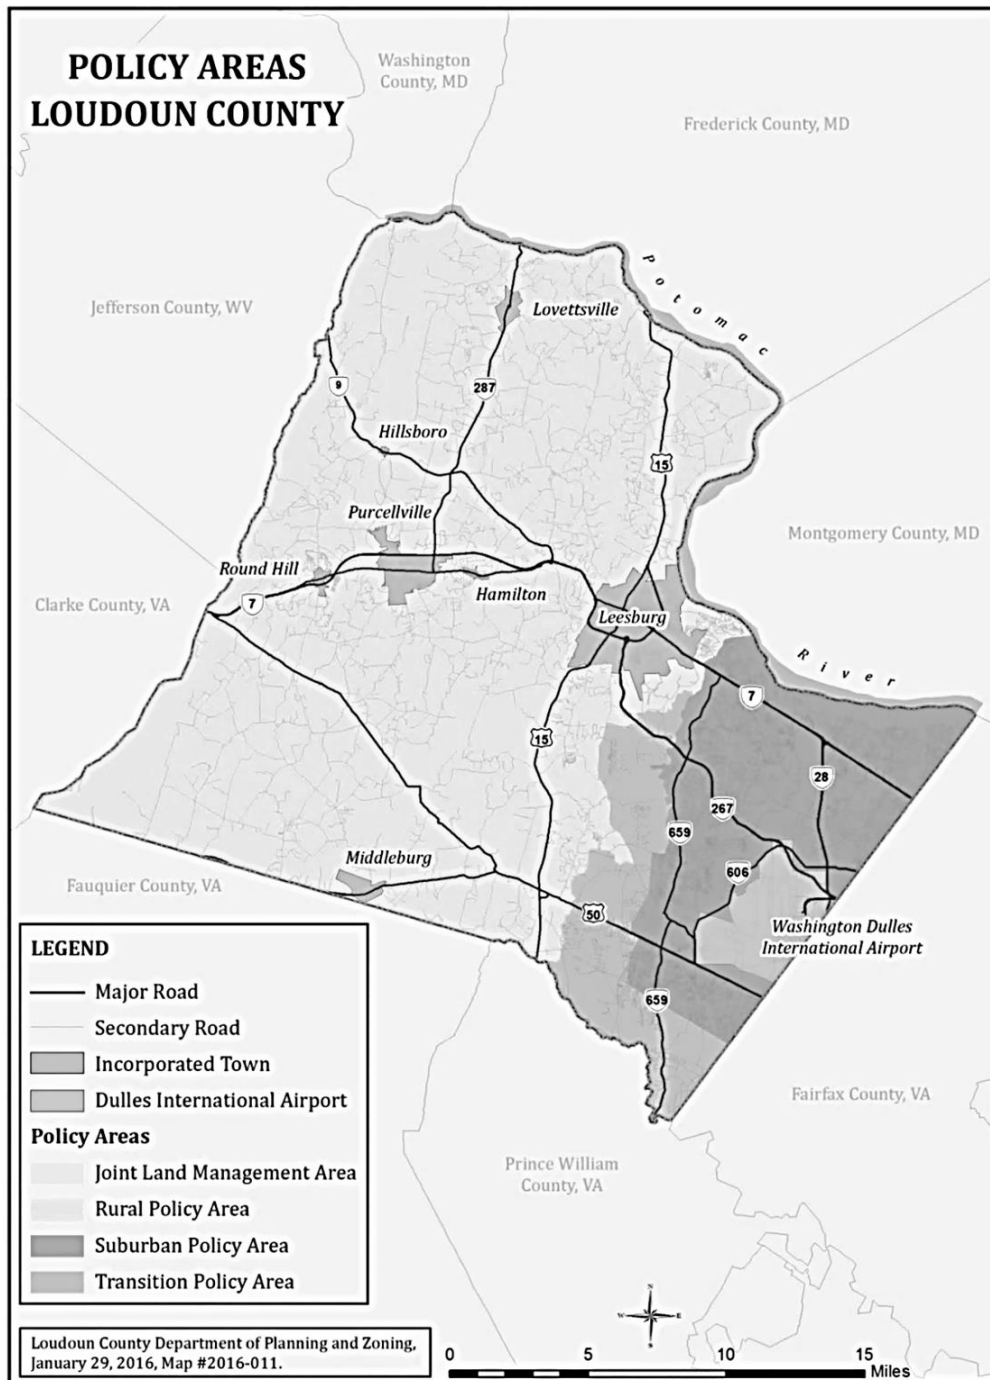 POLICY AREAS
LOUDOUN COUNTY
Washington
County, MD
Frederick County, MD
Potomac
Jefferson County, WV
Lovettsville
9
287
Hillsboro
15
Purcellville
Montgomery County, MD
Round Hill
Clarke County, VA
7
Hamilton
Leesburg
River
7
15
28
267
659
Middleburg
606
Fauquier County, VA
50
Washington Dulles
International Airport
659
Fairfax County, VA
Prince William
County, VA
LEGEND
Major Road
Secondary Road
Incorporated Town
Dulles International Airport
Policy Areas
Joint Land Management Area
Rural Policy Area
Suburban Policy Area
Transition Policy Area
N
W E
S
Loudoun County Department of Planning and Zoning,
January 29, 2016, Map #2016-011.
0 5 10 15
Miles